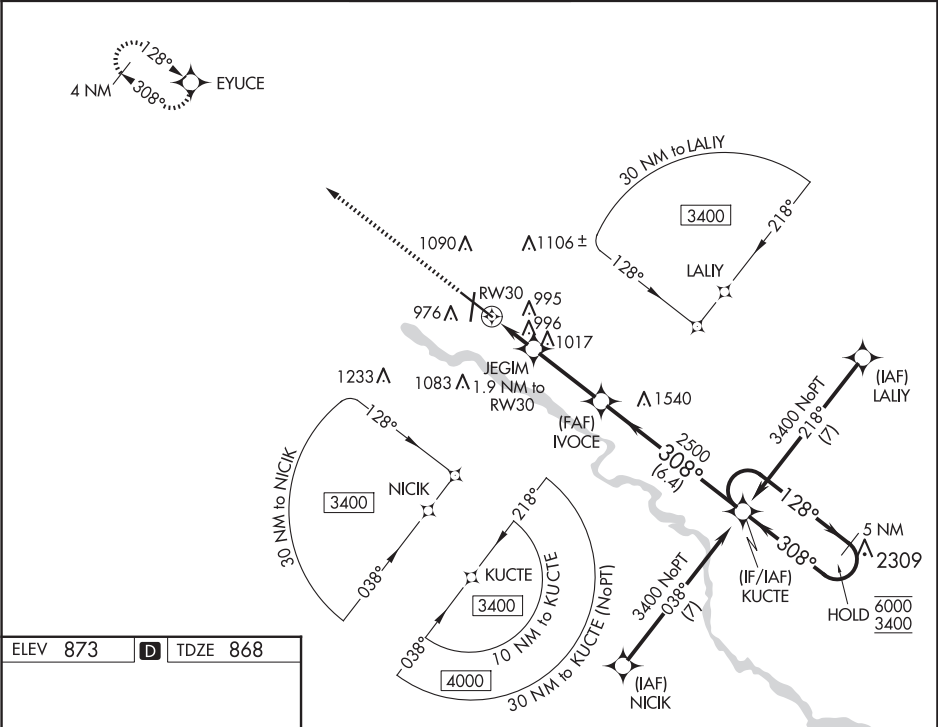 128°
308°
4 NM
EYUCE
30 NM to LALIY
3400
218°
128°
LALIY
1090
1106 ±
RW30
995
976
996
1017
JEGIM
1.9 NM to
RW30
1233
1083
1540
(FAF)
IVOCE
(IAF)
LALIY
3400 NoPT
218°
(7)
2500
308°
(6.4)
128°
308°
5 NM
2309
(IF/IAF)
KUCTE
HOLD
6000
3400
3400 NoPT
038°
(7)
(IAF)
NICIK
30 NM to NICIK
128°
NICIK
3400
038°
218°
KUCTE
3400
10 NM to KUCTE
038°
4000
30 NM to KUCTE (NoPT)
ELEV 873 D TDZE 868